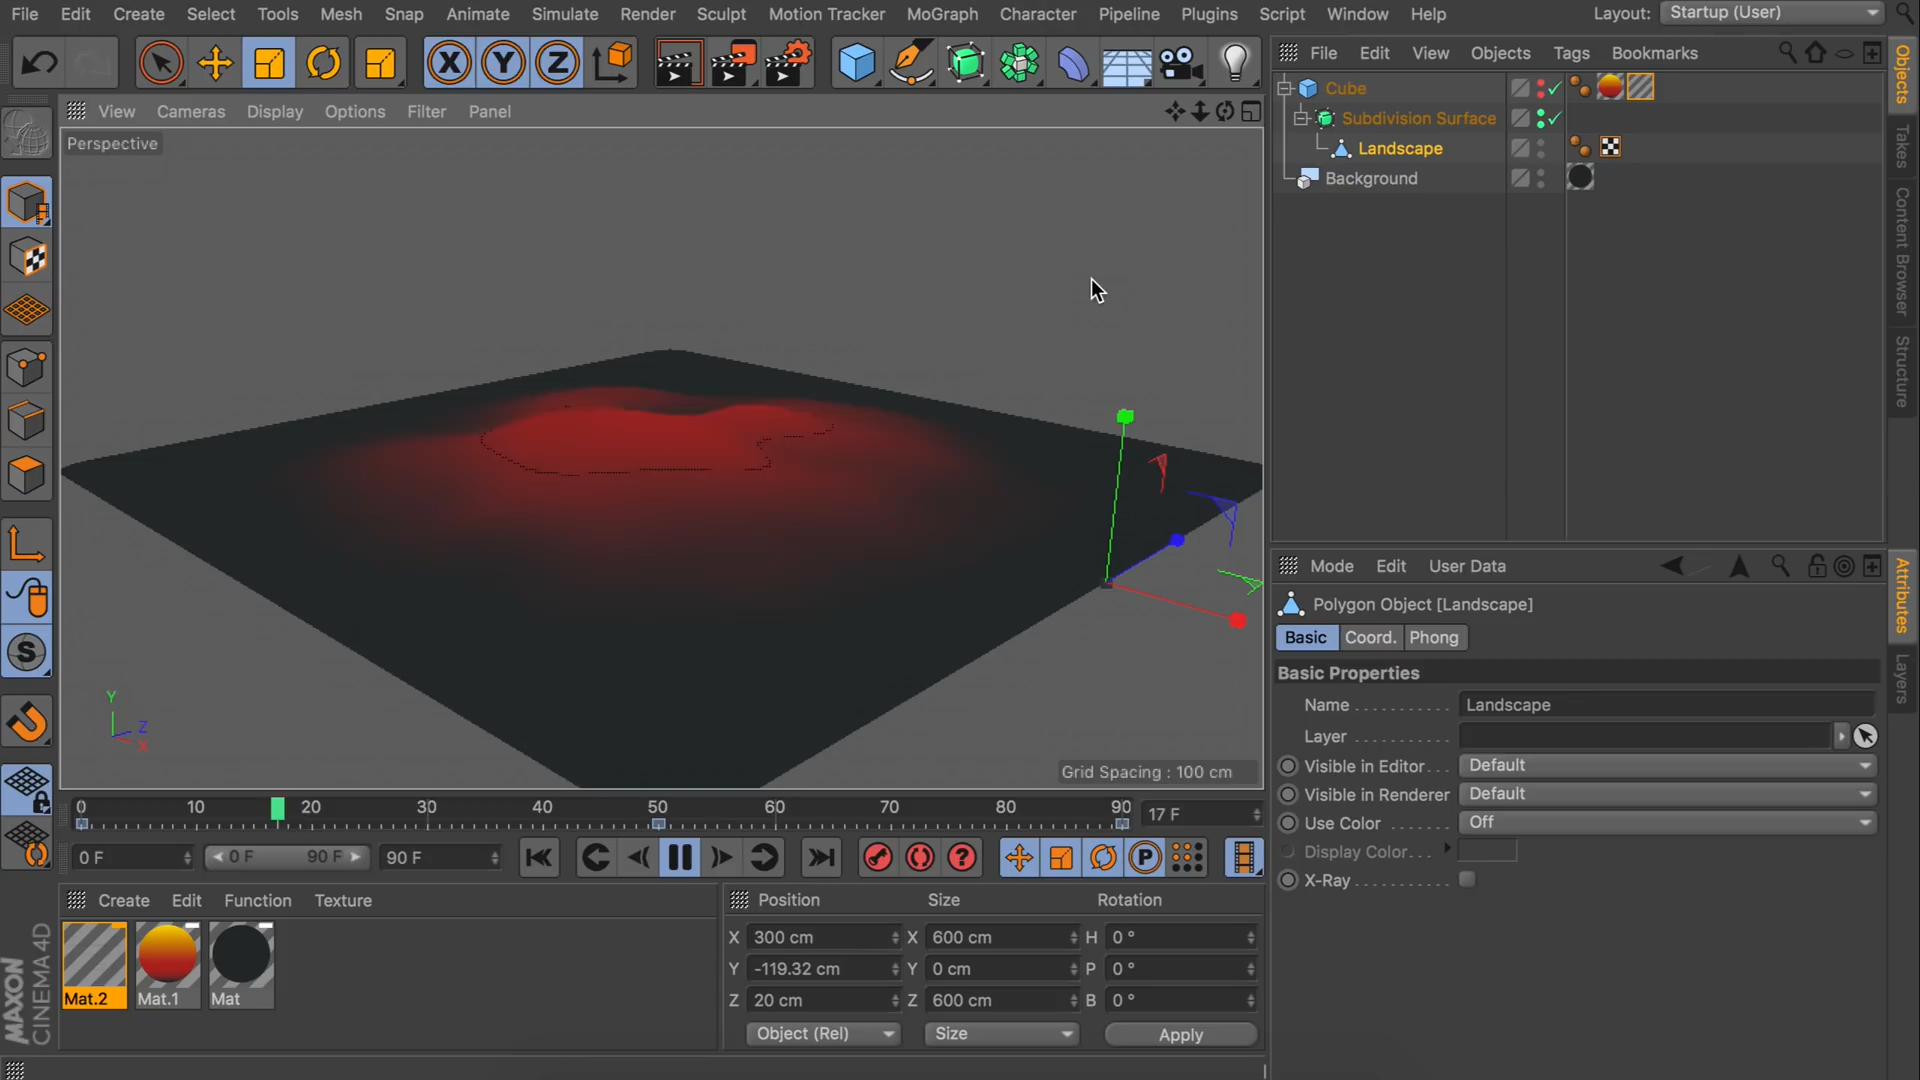 File Edit Create Select Tools Mesh Snap Animate Simulate Render Sculpt Motion Tracker MoGraph Character Pipeline Plugins Script Window Help Layout: Startup (User)
X Y Z
File Edit View Objects Tags Bookmarks
View Cameras Display Options Filter Panel
Perspective
Cube
Subdivision Surface
Landscape
Background
Objects
Takes
Content Browser
Structure
Y
Z
X
Grid Spacing : 100 cm
Mode Edit User Data
Polygon Object [Landscape]
Basic Coord. Phong
Basic Properties
Name Landscape
Layer
Visible in Editor Default
Visible in Renderer Default
Use Color Off
Display Color
X-Ray
Attributes
Layers
S
0 10 20 30 40 50 60 70 80 90 17 F
0 F 0 F 90 F 90 F
? P
Create Edit Function Texture
Mat.2 Mat.1 Mat
Position Size Rotation
X 300 cm X 600 cm H 0 °
Y -119.32 cm Y 0 cm P 0 °
Z 20 cm Z 600 cm B 0 °
Object (Rel) Size Apply
MAXON
CINEMA 4D